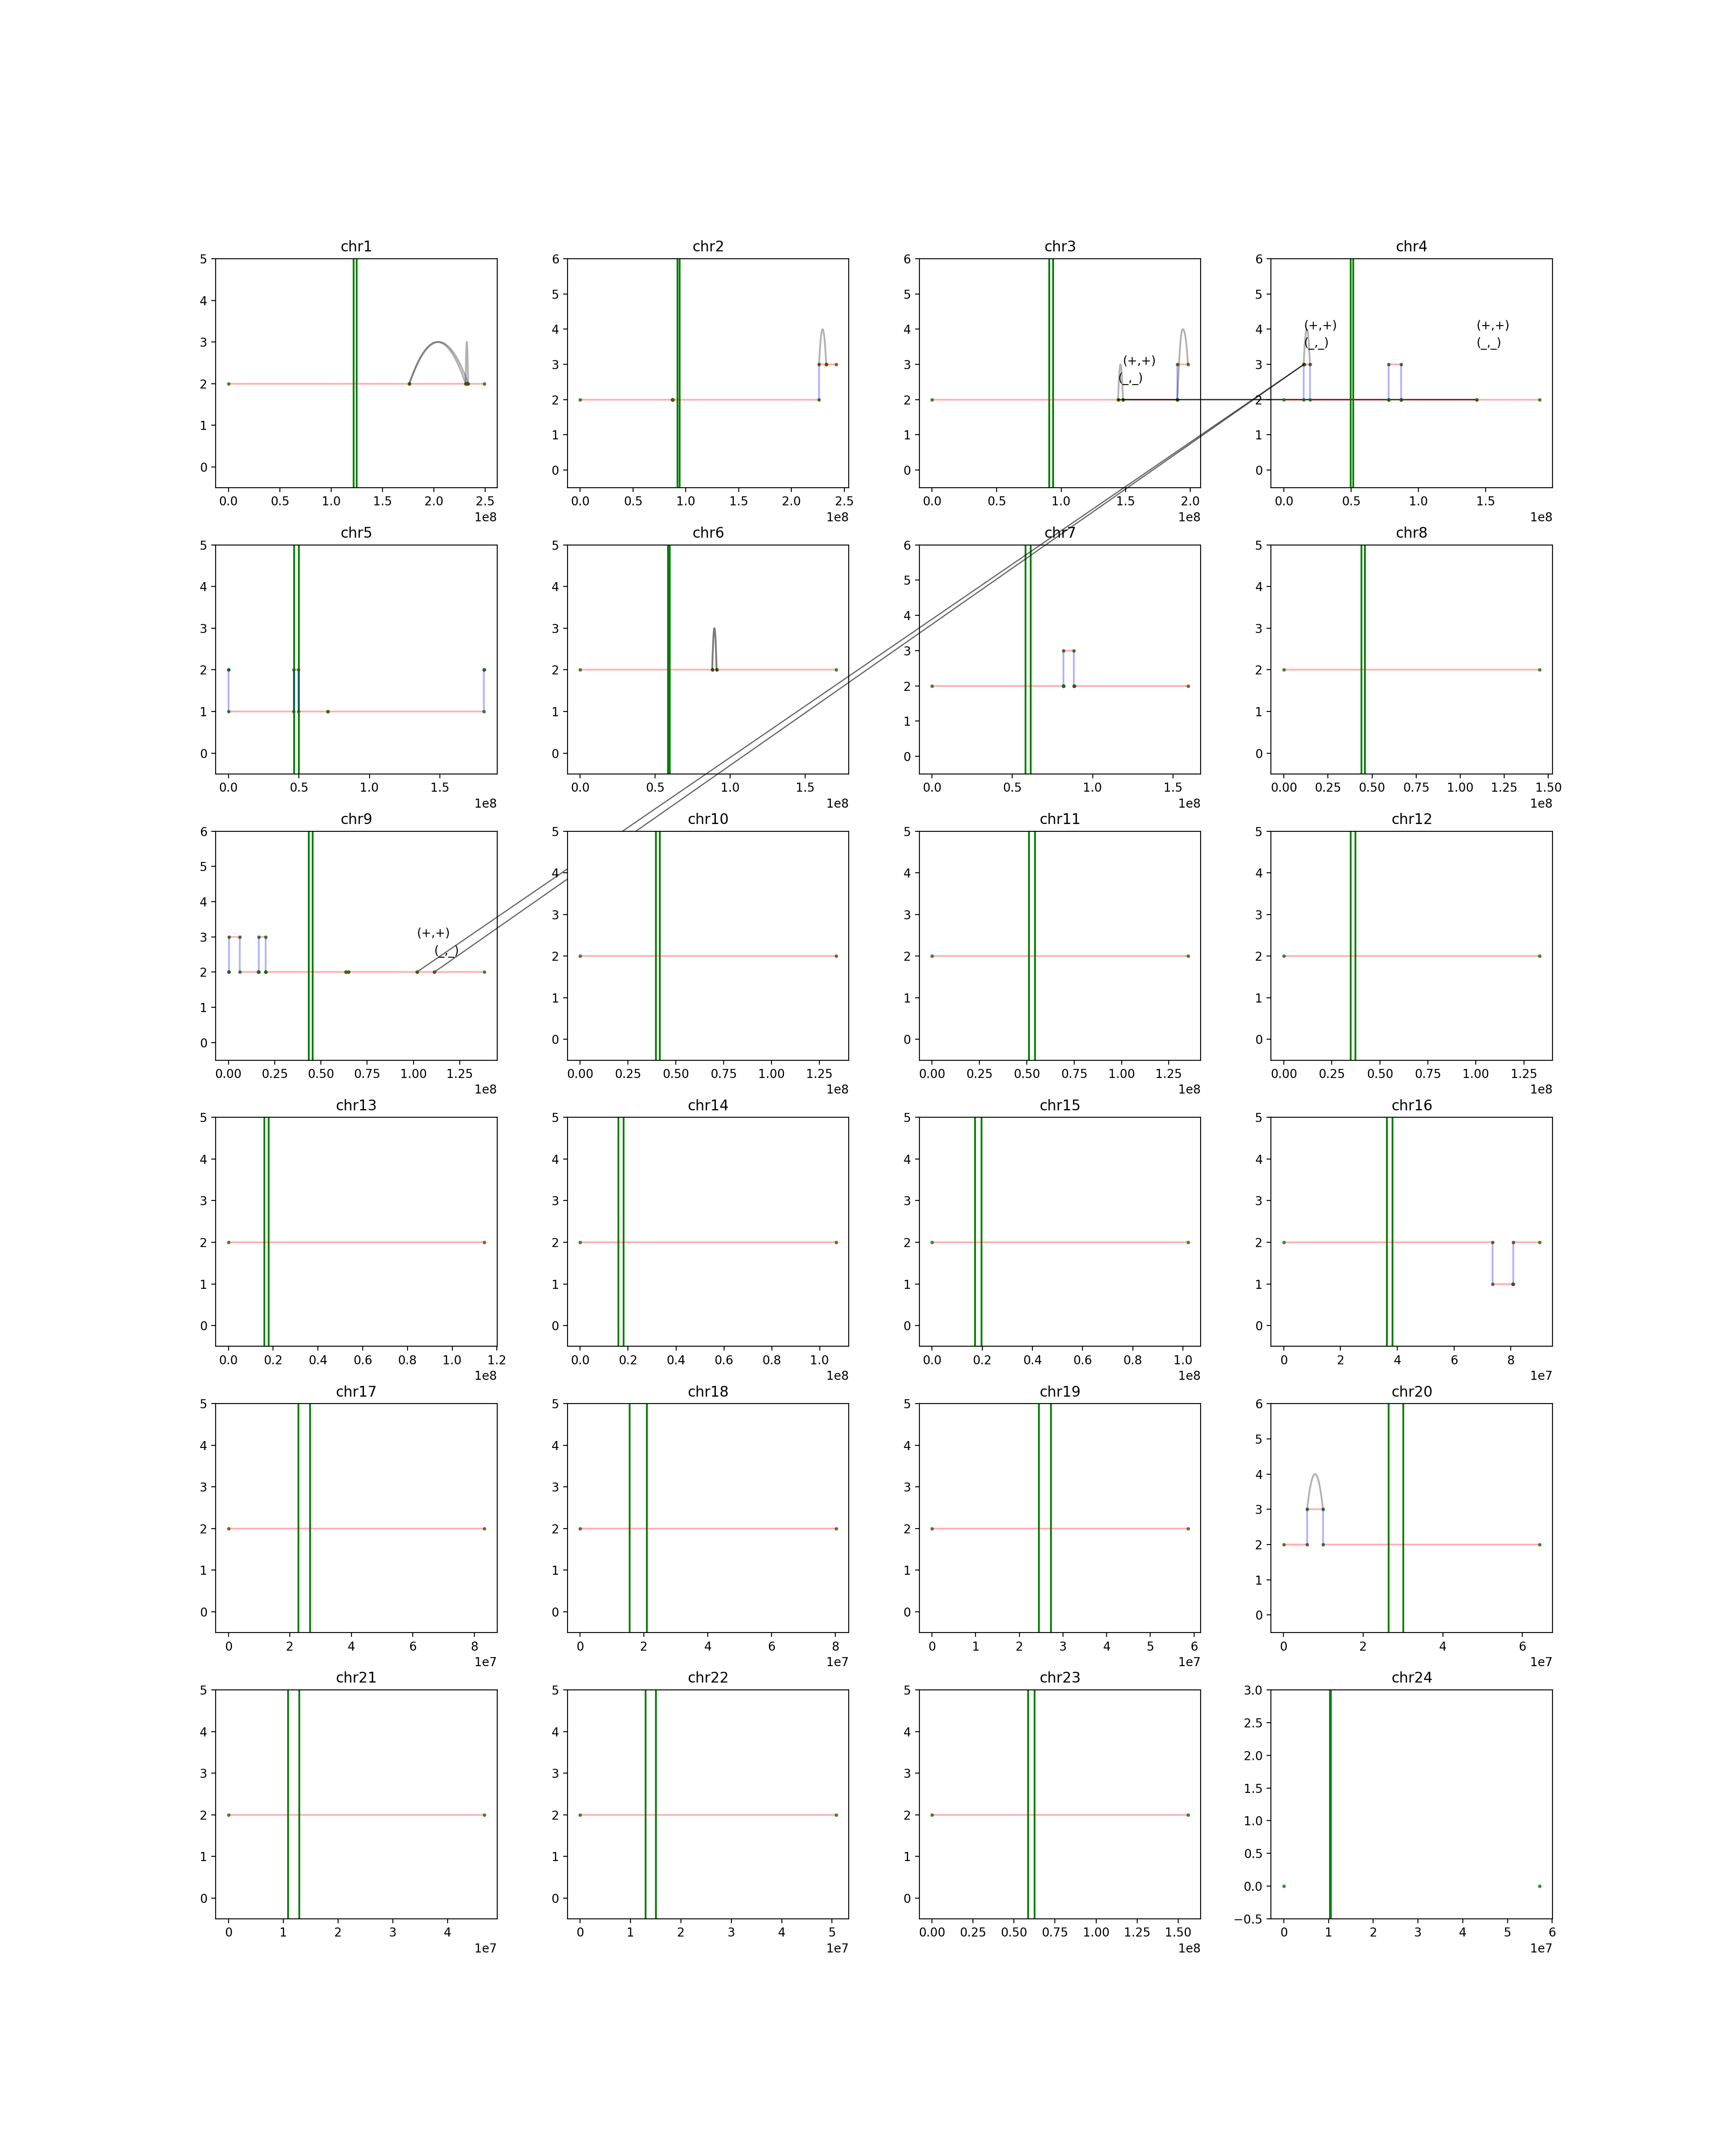 chr1 chr2 chr3 chr4
5 6 6 6
4 5 5 5
3 4 4 (+,+) 4 (+,+) (+,+)
(_,_) (_,_)
2 3 3 (+,+) 3
(_,_)
1 2 2 2
0 1 1 1
0 0 0
0.0 0.5 1.0 1.5 2.0 2.5 0.0 0.5 1.0 1.5 2.0 2.5 0.0 0.5 1.0 1.5 2.0 0.0 0.5 1.0 1.5
1e8 1e8 1e8 1e8
chr5 chr6 chr7 chr8
5 5 6 5
4 4 5 4
3 3 4 3
2 2 3 2
1 1 2 1
0 0 1 0
0
0.0 0.5 1.0 1.5 0.0 0.5 1.0 1.5 0.0 0.5 1.0 1.5 0.00 0.25 0.50 0.75 1.00 1.25 1.50
1e8 1e8 1e8 1e8
chr9 chr10 chr11 chr12
6 5 5 5
5 4 4 4
4 3 3 3
3 (+,+) 2 2 2
(_,_)
2 1 1 1
1 0 0 0
0
0.00 0.25 0.50 0.75 1.00 1.25 0.00 0.25 0.50 0.75 1.00 1.25 0.00 0.25 0.50 0.75 1.00 1.25 0.00 0.25 0.50 0.75 1.00 1.25
1e8 1e8 1e8 1e8
chr13 chr14 chr15 chr16
5 5 5 5
4 4 4 4
3 3 3 3
2 2 2 2
1 1 1 1
0 0 0 0
0.0 0.2 0.4 0.6 0.8 1.0 1.2 0.0 0.2 0.4 0.6 0.8 1.0 0.0 0.2 0.4 0.6 0.8 1.0 0 2 4 6 8
1e8 1e8 1e8 1e7
chr17 chr18 chr19 chr20
5 5 5 6
4 4 4 5
3 3 3 4
2 2 2 3
1 1 1 2
0 0 0 1
0
0 2 4 6 8 0 2 4 6 8 0 1 2 3 4 5 6 0 2 4 6
1e7 1e7 1e7 1e7
chr21 chr22 chr23 chr24
5 5 5 3.0
4 4 4 2.5
3 3 3 2.0
2 2 2 1.5
1 1 1 1.0
0 0 0 0.5
0.0
−0.5
0 1 2 3 4 0 1 2 3 4 5 0.00 0.25 0.50 0.75 1.00 1.25 1.50 0 1 2 3 4 5 6
1e7 1e7 1e8 1e7